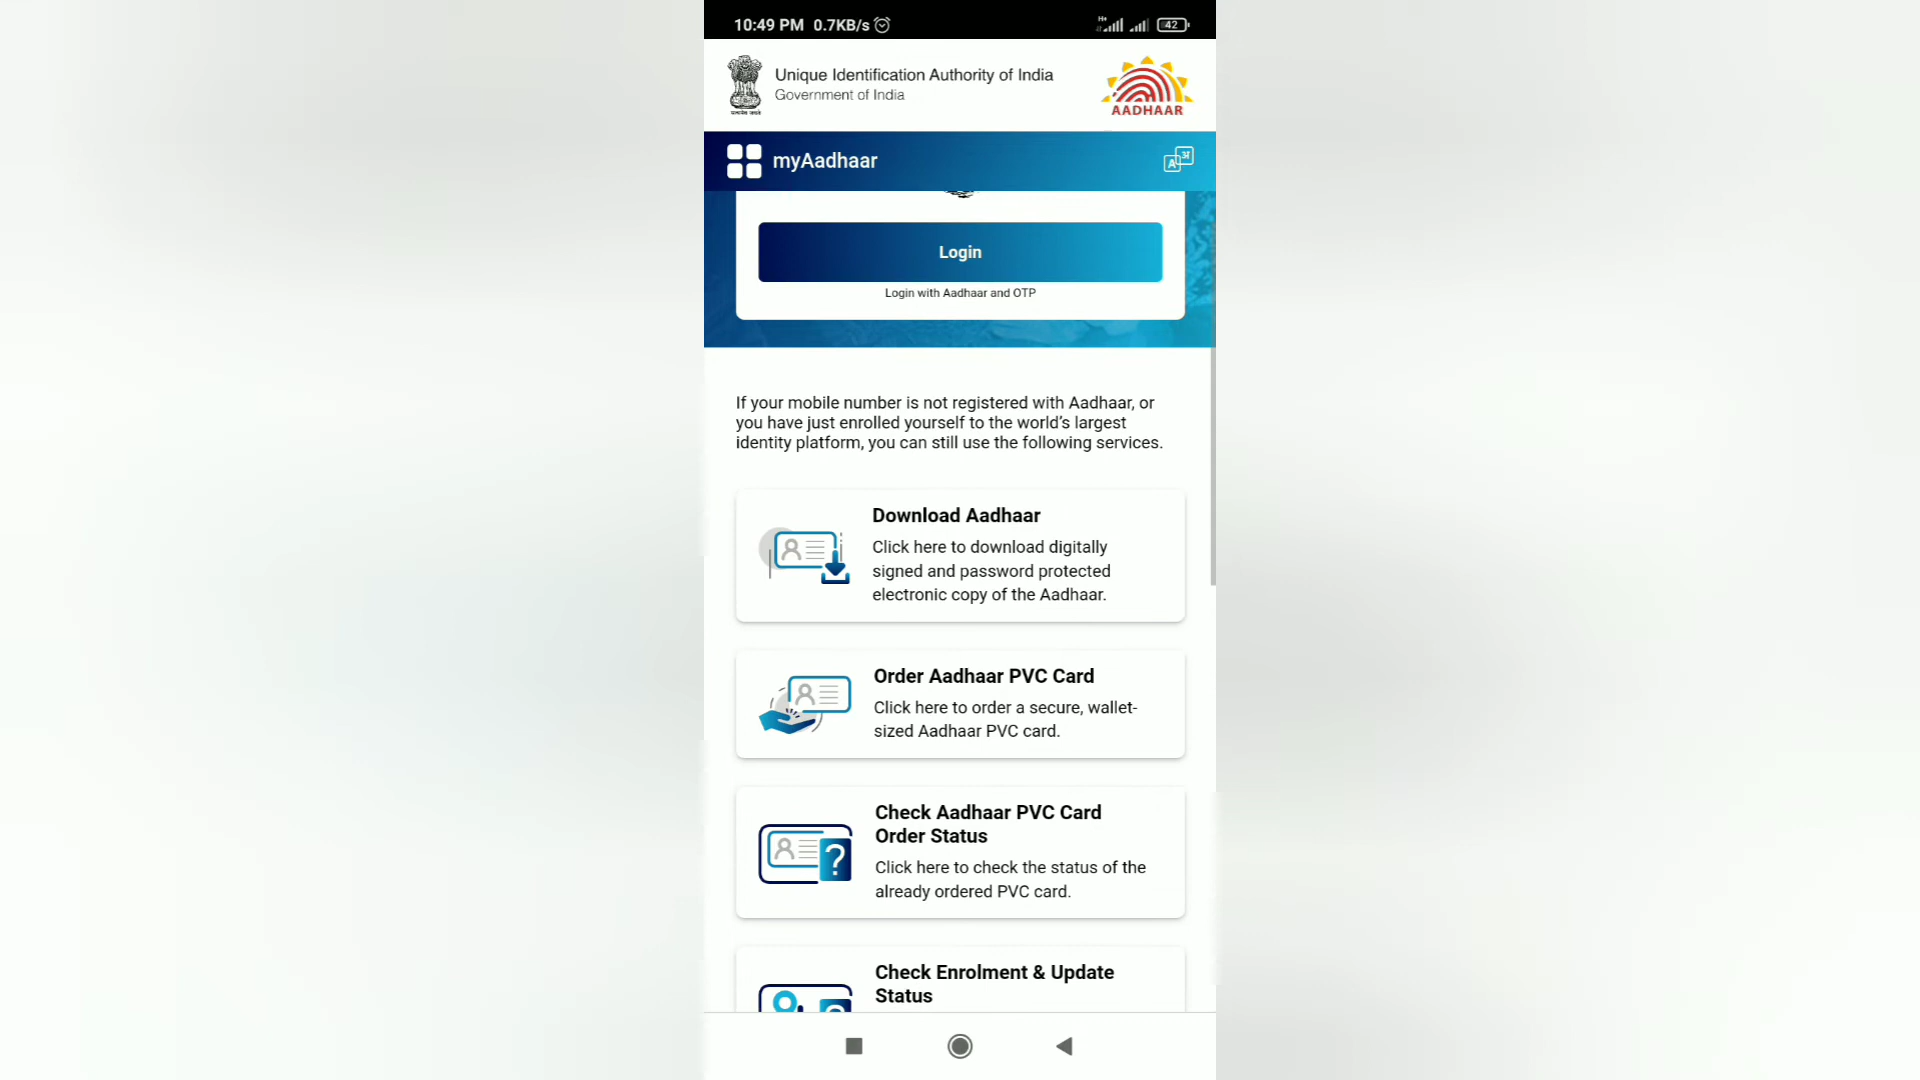 10:49 PM 0.7KB/s
H+
42
Unique Identification Authority of India
Government of India
AADHAAR
myAadhaar
A अ
Login
Login with Aadhaar and OTP
If your mobile number is not registered with Aadhaar, or
you have just enrolled yourself to the world’s largest
identity platform, you can still use the following services.
Download Aadhaar
Click here to download digitally
signed and password protected
electronic copy of the Aadhaar.
Order Aadhaar PVC Card
Click here to order a secure, wallet-
sized Aadhaar PVC card.
Check Aadhaar PVC Card
Order Status
?
Click here to check the status of the
already ordered PVC card.
Check Enrolment & Update
Status